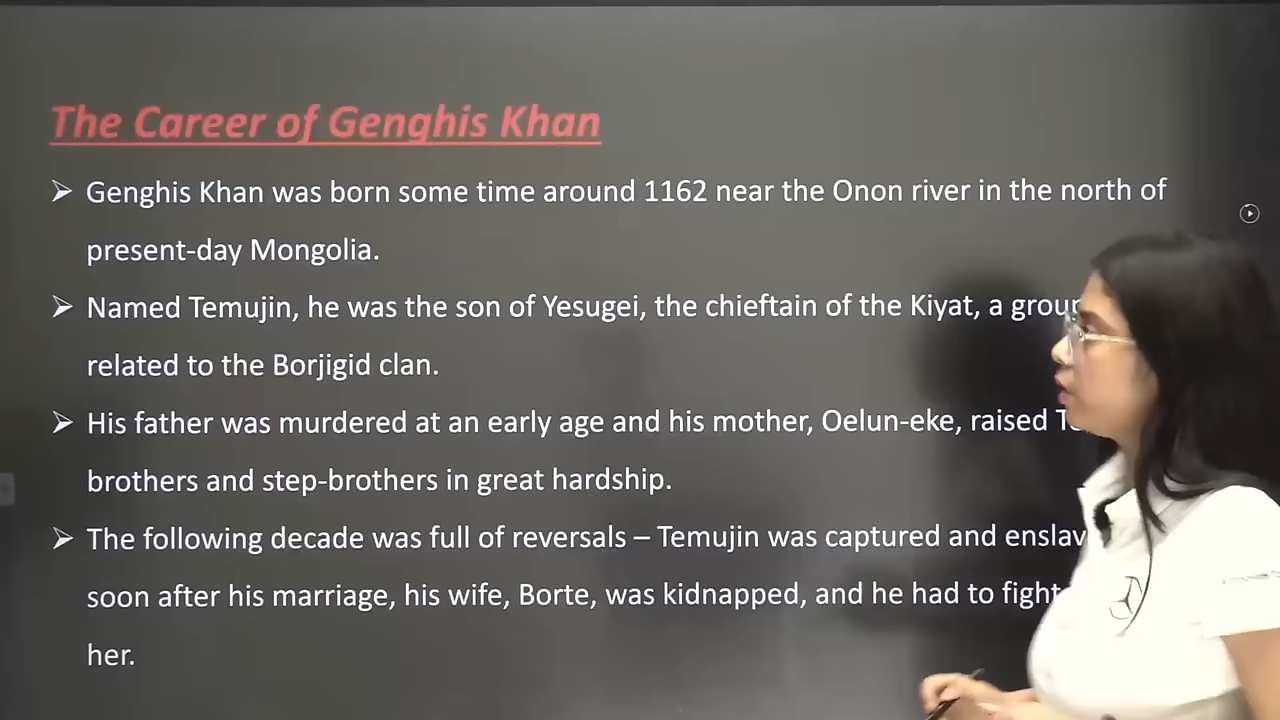 The Career of Genghis Khan
Genghis Khan was born some time around 1162 near the Onon river in the north of
present-day Mongolia.
Named Temujin, he was the son of Yesugei, the chieftain of the Kiyat, a
related to the Borjigid clan.
His father was murdered at an early age and his mother, Oelun-eke, raised
brothers and step-brothers in great hardship.
The following decade was full of reversals – Temujin was captured and
soon after his marriage, his wife, Borte, was kidnapped, and he had to fight
her.